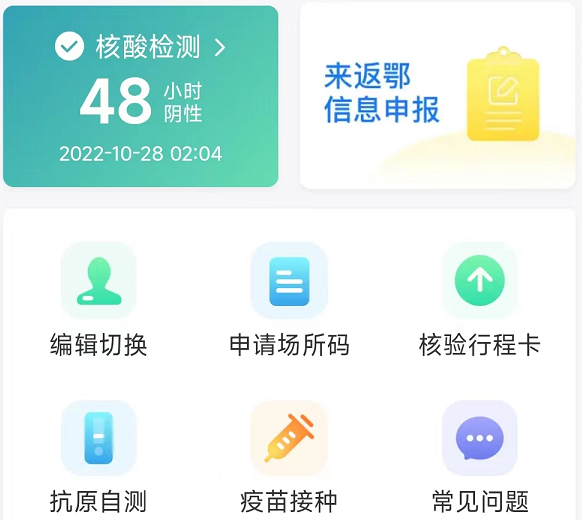 核酸检测
48 小时
阴性
2022-10-28 02:04
来返鄂
信息申报
编辑切换
申请场所码
核验行程卡
抗原自测
疫苗接种
常见问题